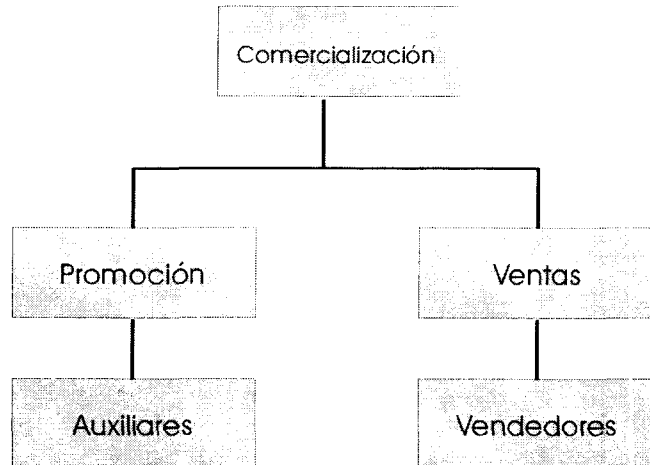 Comercialización
Promoción
Ventas
Auxiliares
Vendedores